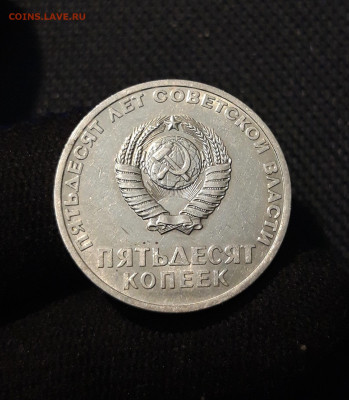 COINS.LAVE.RU
ПЯТЬДЕСЯТ ЛЕТ СОВЕТСКОЙ ВЛАСТИ
ПЯТЬДЕСЯТ
КОПЕЕК